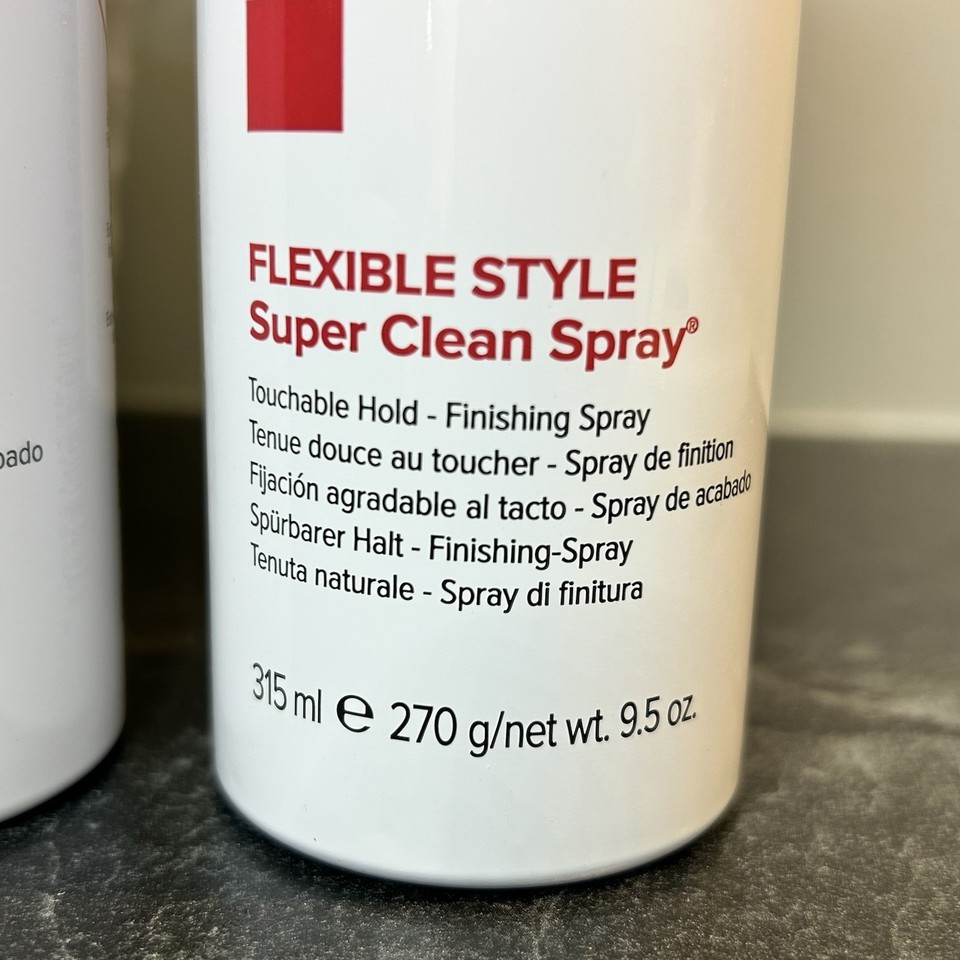 FLEXIBLE STYLE
Super Clean Spray®
Touchable Hold - Finishing Spray
Tenue douce au toucher - Spray de finition
Fijación agradable al tacto - Spray de acabado
Spürbarer Halt - Finishing-Spray
Tenuta naturale - Spray di finitura
315 ml ℮ 270 g/net wt. 9.5 oz.